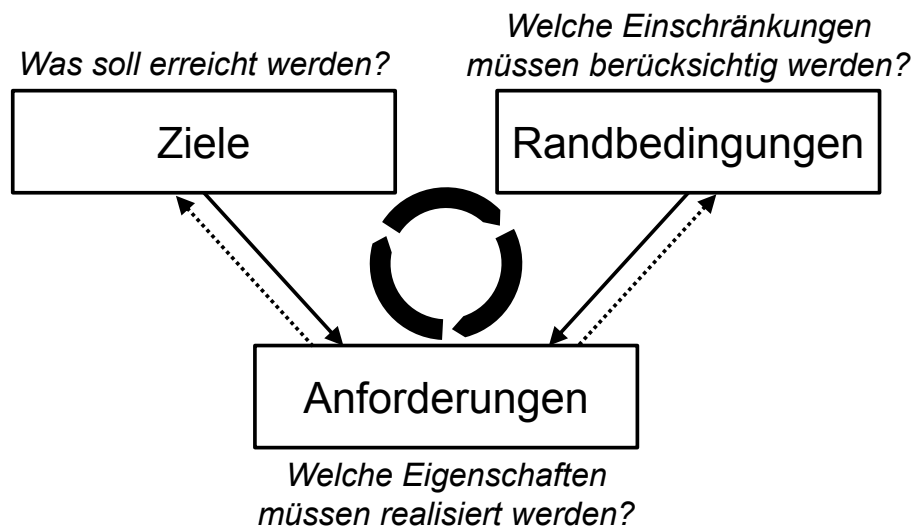 Was soll erreicht werden?
Welche Einschränkungen
müssen berücksichtig werden?
Ziele
Randbedingungen
Anforderungen
Welche Eigenschaften
müssen realisiert werden?